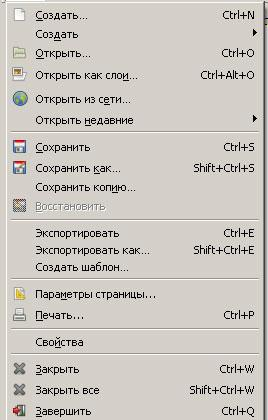 Создать... Ctrl+N
Создать
Открыть... Ctrl+O
Открыть как слои... Ctrl+Alt+O
Открыть из сети...
Открыть недавние
Сохранить Ctrl+S
Сохранить как... Shift+Ctrl+S
Сохранить копию...
Восстановить
Экспортировать Ctrl+E
Экспортировать как... Shift+Ctrl+E
Создать шаблон...
Параметры страницы...
Печать... Ctrl+P
Свойства
Закрыть Ctrl+W
Закрыть все Shift+Ctrl+W
Завершить Ctrl+Q